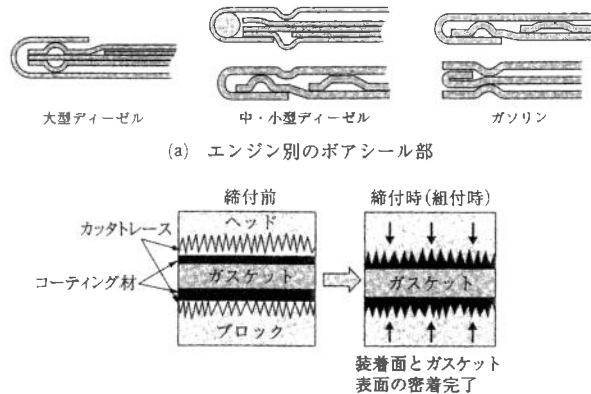 大型ディーゼル
中・小型ディーゼル
ガソリン
(a) エンジン別のボアシール部
締付前
締付時(組付時)
カッタトレース
ヘッド
コーティング材
ガスケット
ガスケット
ブロック
装着面とガスケット
表面の密着完了